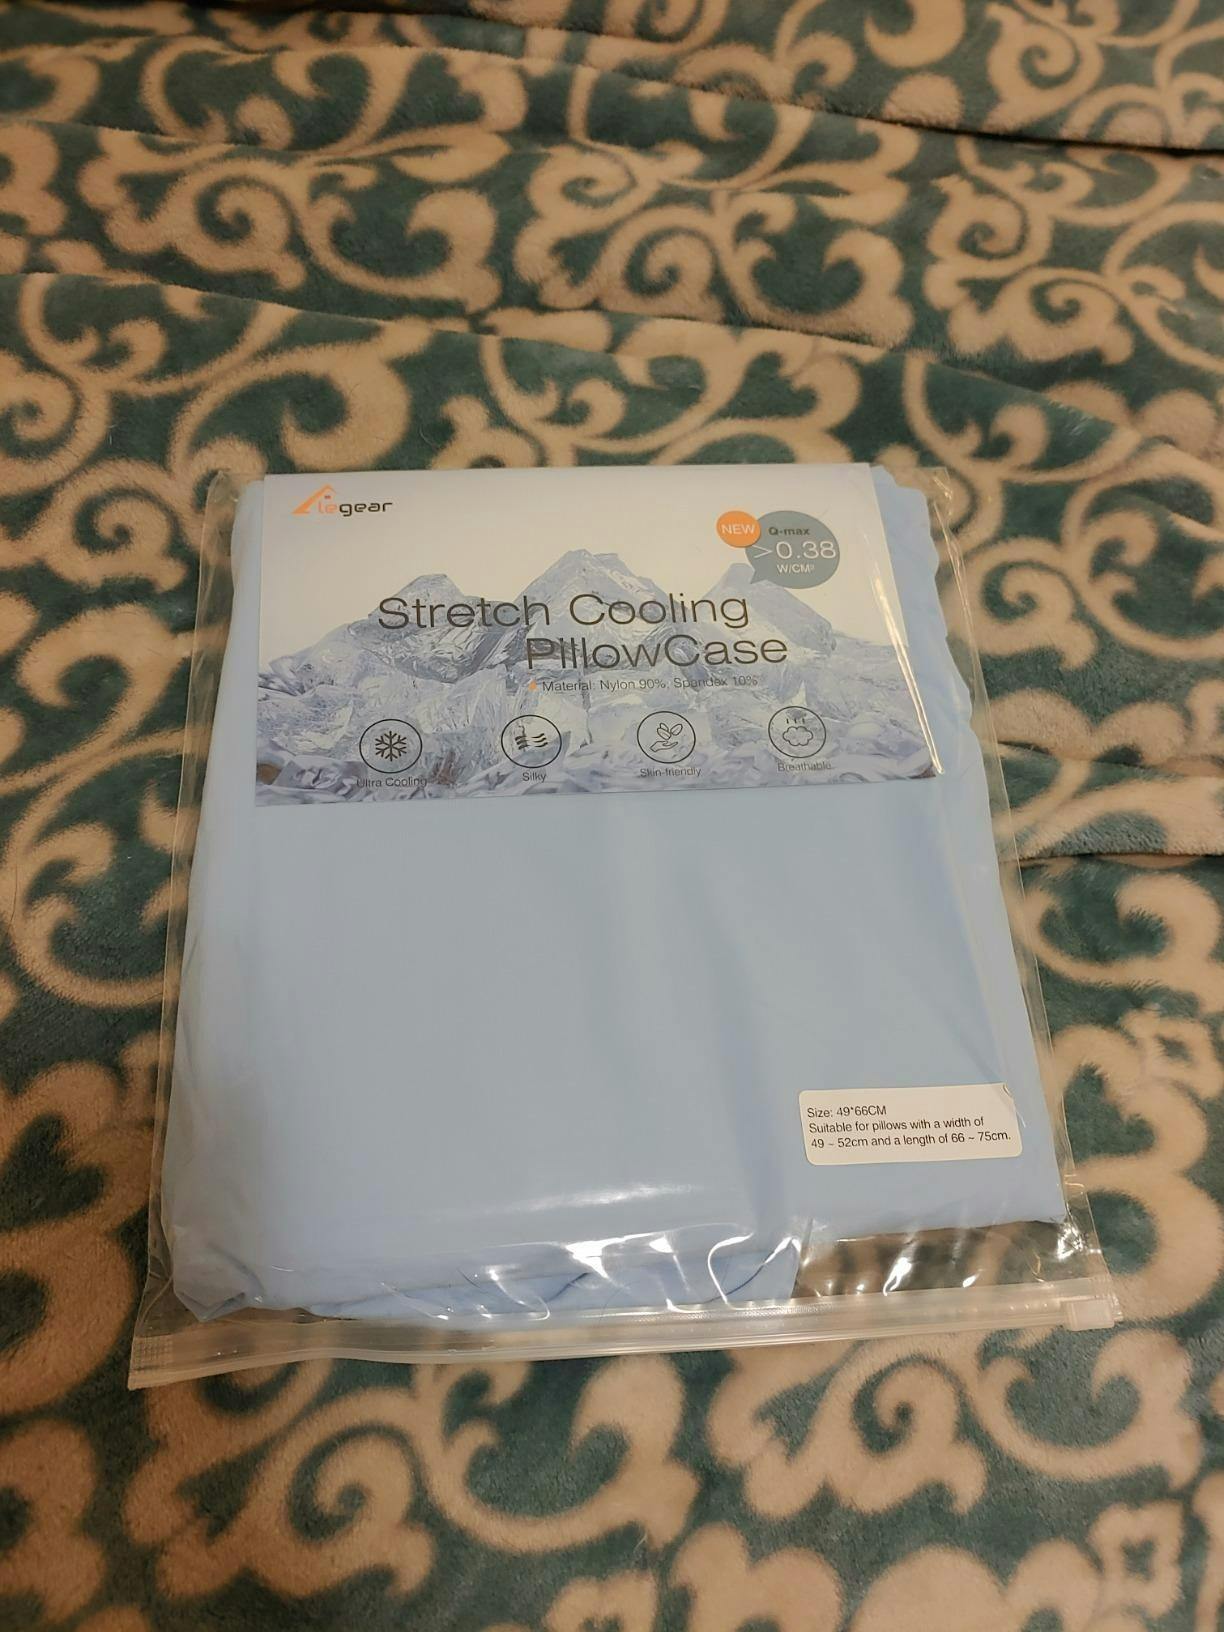 legear
NEW
Q-max
>0.38
W/CM²
Stretch Cooling
PillowCase
Material: Nylon 90%, Spandex 10%
Ultra Cooling
Silky
Skin-friendly
Breathable
Size: 49*66CM
Suitable for pillows with a width of
49 ~ 52cm and a length of 66 ~ 75cm.